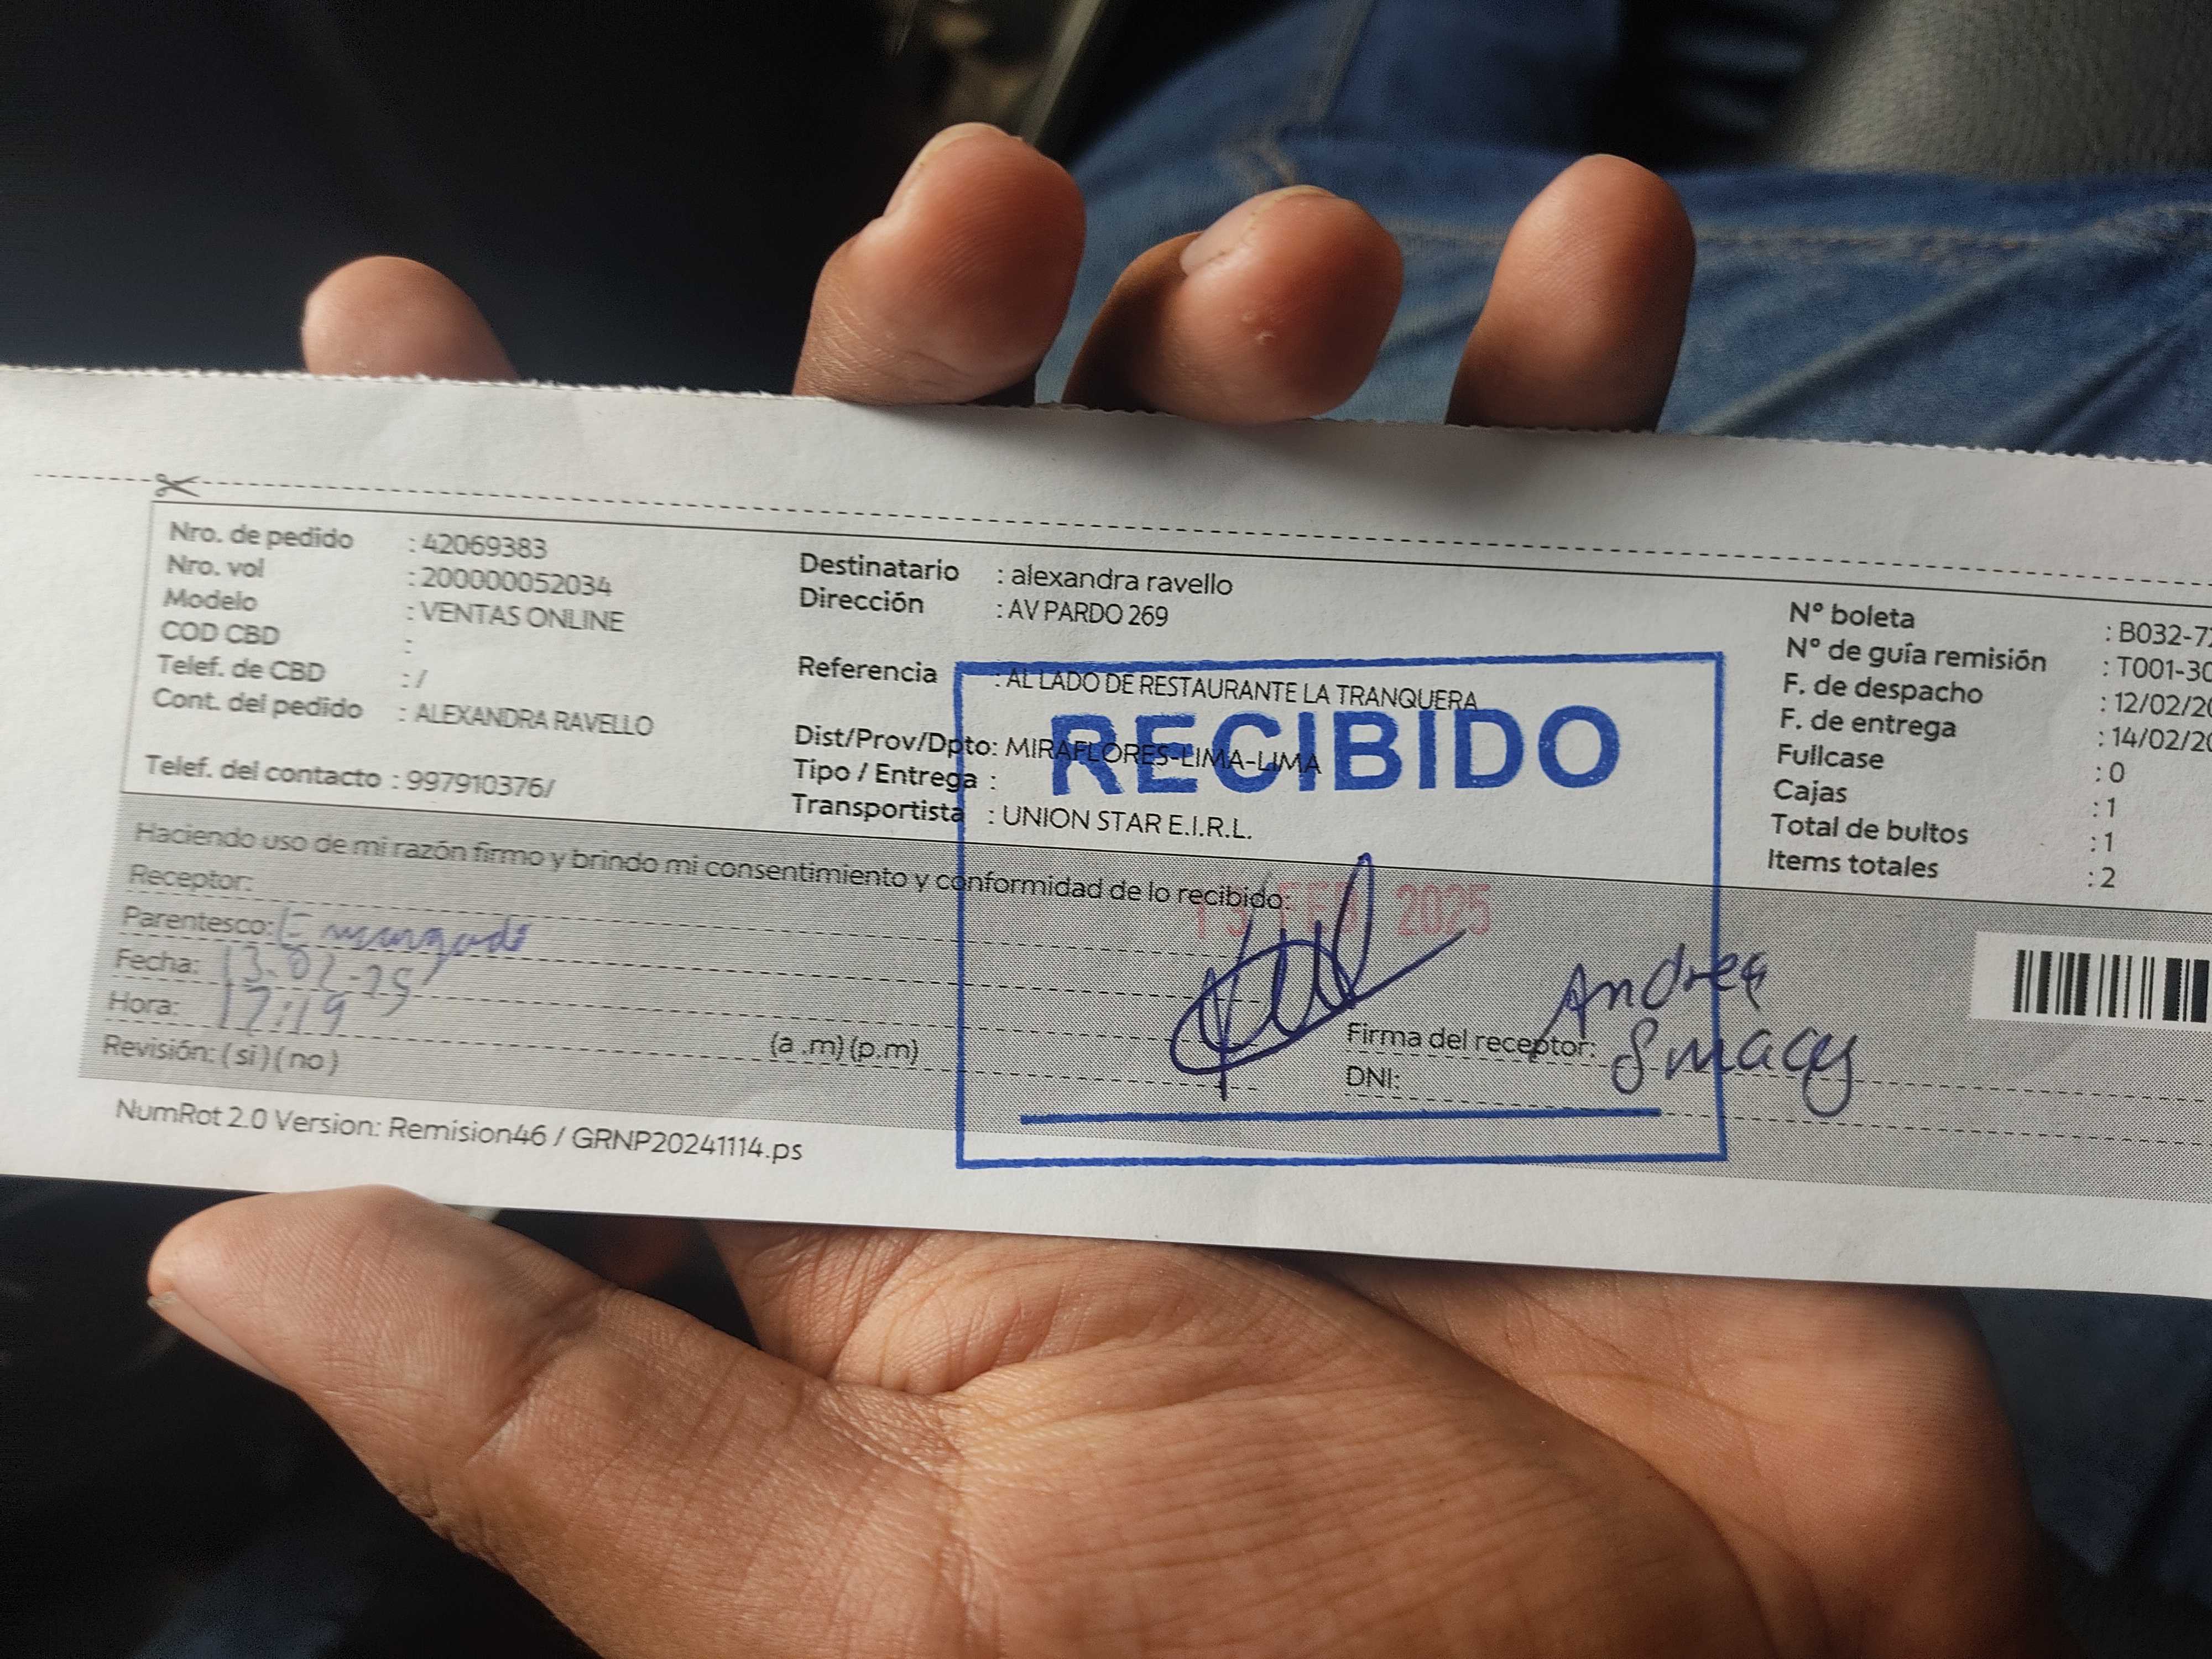 Nro. de pedido : 42069383
Nro. vol : 200000052034
Modelo : VENTAS ONLINE
COD CBD :
Telef. de CBD : /
Cont. del pedido : ALEXANDRA RAVELLO
Telef. del contacto : 997910376/
Destinatario : alexandra ravello
Dirección : AV PARDO 269
Referencia : AL LADO DE RESTAURANTE LA TRANQUERA
Dist/Prov/Dpto: MIRAFLORES-LIMA-LIMA
Tipo / Entrega :
Transportista : UNION STAR E.I.R.L.
N° boleta : B032-7
N° de guía remisión : T001-30
F. de despacho : 12/02/20
F. de entrega : 14/02/20
Fullcase : 0
Cajas : 1
Total de bultos : 1
Items totales : 2
RECIBIDO
13 FEB 2025
Haciendo uso de mi razón firmo y brindo mi consentimiento y conformidad de lo recibido:
Receptor:
Parentesco: Encargado
Fecha: 13-02-25
Hora: 17:19 (a .m) (p.m)
Revisión: ( si ) ( no )
Andrea
Firma del receptor:
DNI:
NumRot 2.0 Version: Remision46 / GRNP20241114.ps